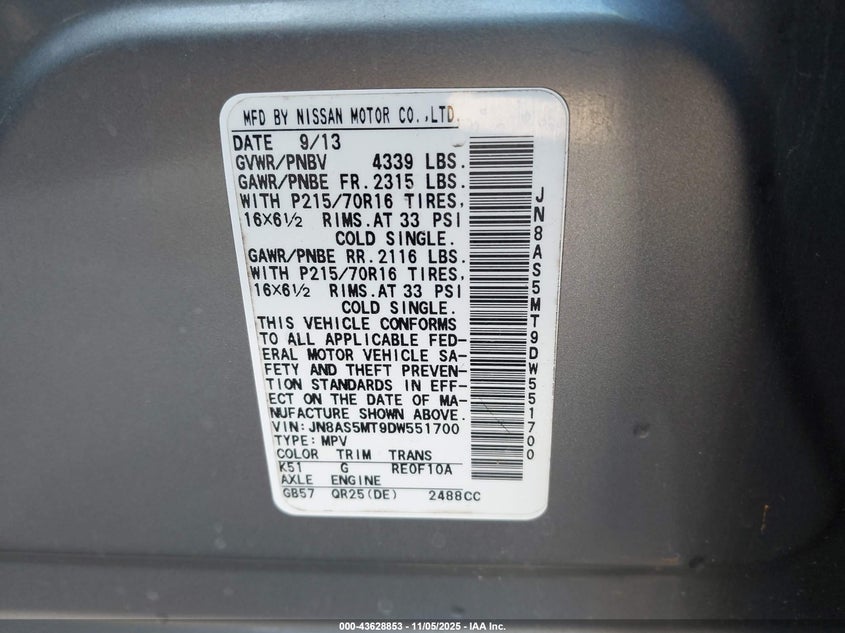 MFD BY NISSAN MOTOR CO.,LTD.
DATE 9/13
GVWR/PNBV 4339 LBS.
GAWR/PNBE FR. 2315 LBS.
WITH P215/70R16 TIRES,
16×6½ RIMS.AT 33 PSI
COLD SINGLE.
GAWR/PNBE RR. 2116 LBS.
WITH P215/70R16 TIRES,
16×6½ RIMS.AT 33 PSI
COLD SINGLE.
THIS VEHICLE CONFORMS
TO ALL APPLICABLE FED-
ERAL MOTOR VEHICLE SA-
FETY AND THEFT PREVEN-
TION STANDARDS IN EFF-
ECT ON THE DATE OF MA-
NUFACTURE SHOWN ABOVE.
VIN:JN8AS5MT9DW551700
TYPE:MPV
COLOR TRIM TRANS
K51 G RE0F10A
AXLE ENGINE
GB57 QR25(DE) 2488CC
JN8AS5MT9DW551700
000-43628853 - 11/05/2025 - IAA Inc.